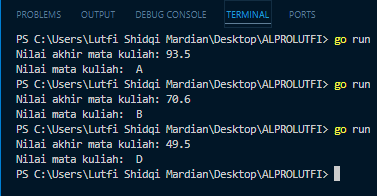 PROBLEMS OUTPUT DEBUG CONSOLE TERMINAL PORTS
PS C:\Users\Lutfi Shidqi Mardian\Desktop\ALPROLUTFI> go run
Nilai akhir mata kuliah: 93.5
Nilai mata kuliah:  A
PS C:\Users\Lutfi Shidqi Mardian\Desktop\ALPROLUTFI> go run
Nilai akhir mata kuliah: 70.6
Nilai mata kuliah:  B
PS C:\Users\Lutfi Shidqi Mardian\Desktop\ALPROLUTFI> go run
Nilai akhir mata kuliah: 49.5
Nilai mata kuliah:  D
PS C:\Users\Lutfi Shidqi Mardian\Desktop\ALPROLUTFI>